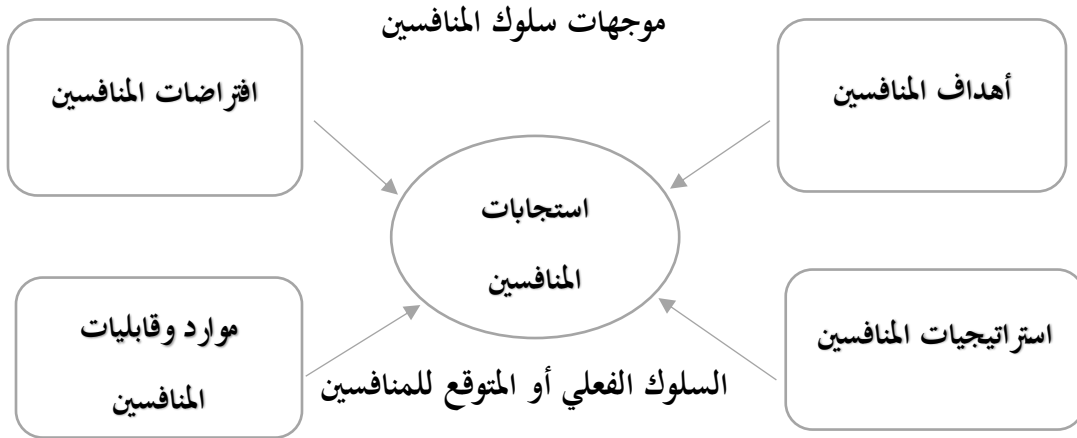 موجهات سلوك المنافسين
أهداف المنافسين
افتراضات المنافسين
استجابات
المنافسين
استراتيجيات المنافسين
موارد وقابليات
المنافسين
السلوك الفعلي أو المتوقع للمنافسين